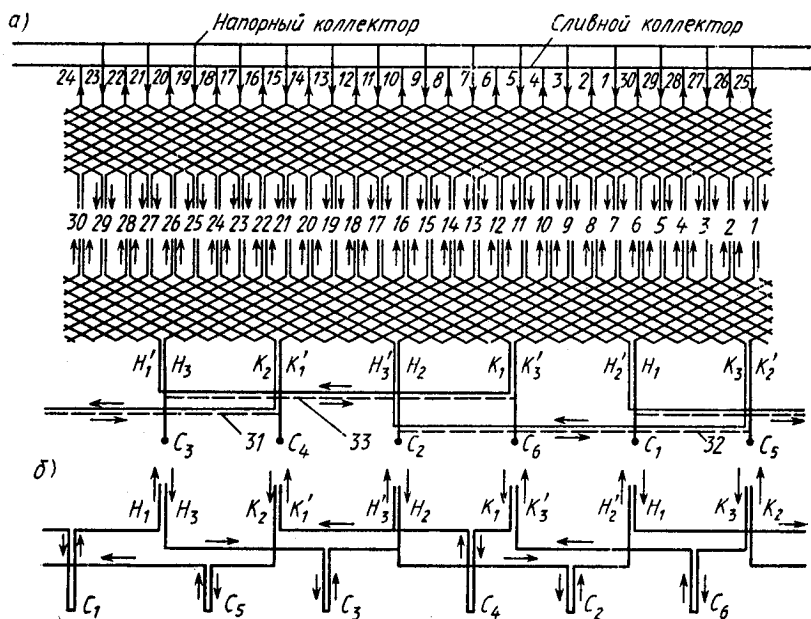 а) Напорный коллектор Сливной коллектор
24 23 22 21 20 19 18 17 16 15 14 13 12 11 10 9 8 7 6 5 4 3 2 1 30 29 28 27 26 25
30 29 28 27 26 25 24 23 22 21 20 19 18 17 16 15 14 13 12 11 10 9 8 7 6 5 4 3 2 1
H₁' H₃ K₂ K₁' H₃' H₂ K₁ K₃' H₂' H₁ K₃ K₂'
31 33 32
C₃ C₄ C₂ C₆ C₁ C₅
б)
H₁ H₃ K₂ K₁' H₃' H₂ K₁ K₃' H₂' H₁ K₃ K₂
C₁ C₅ C₃ C₄ C₂ C₆